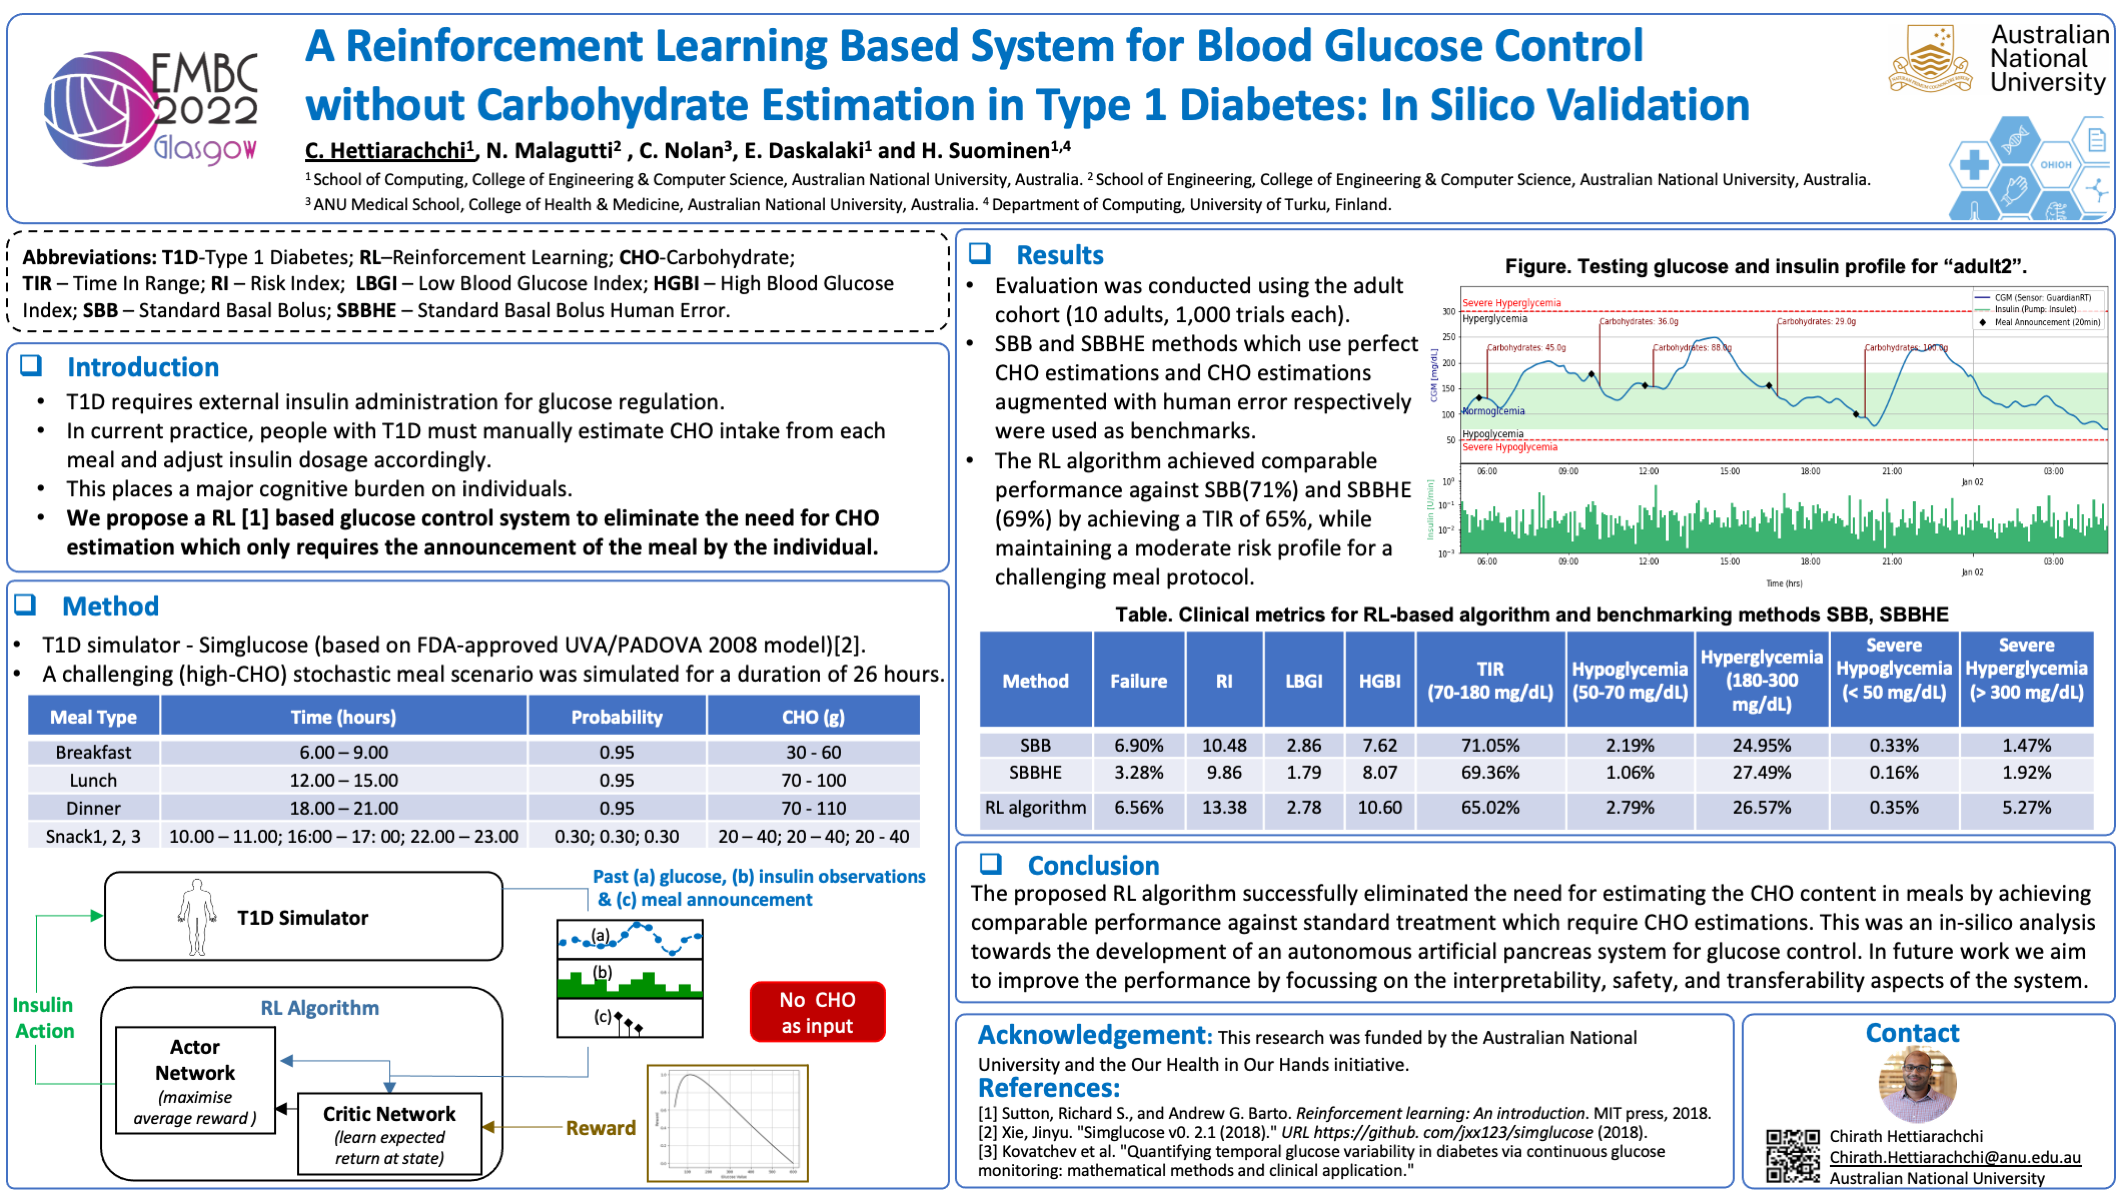 EMBC
2022
Glasgow
A Reinforcement Learning Based System for Blood Glucose Control
without Carbohydrate Estimation in Type 1 Diabetes: In Silico Validation
C. Hettiarachchi1, N. Malagutti2 , C. Nolan3, E. Daskalaki1 and H. Suominen1,4
1 School of Computing, College of Engineering & Computer Science, Australian National University, Australia. 2 School of Engineering, College of Engineering & Computer Science, Australian National University, Australia.
3 ANU Medical School, College of Health & Medicine, Australian National University, Australia. 4 Department of Computing, University of Turku, Finland.
Australian
National
University
OHIOH
Abbreviations: T1D-Type 1 Diabetes; RL–Reinforcement Learning; CHO-Carbohydrate;
TIR – Time In Range; RI – Risk Index; LBGI – Low Blood Glucose Index; HGBI – High Blood Glucose
Index; SBB – Standard Basal Bolus; SBBHE – Standard Basal Bolus Human Error.
Introduction
• T1D requires external insulin administration for glucose regulation.
• In current practice, people with T1D must manually estimate CHO intake from each
meal and adjust insulin dosage accordingly.
• This places a major cognitive burden on individuals.
• We propose a RL [1] based glucose control system to eliminate the need for CHO
estimation which only requires the announcement of the meal by the individual.
Method
• T1D simulator - Simglucose (based on FDA-approved UVA/PADOVA 2008 model)[2].
• A challenging (high-CHO) stochastic meal scenario was simulated for a duration of 26 hours.
Meal Type Time (hours) Probability CHO (g)
Breakfast 6.00 – 9.00 0.95 30 - 60
Lunch 12.00 – 15.00 0.95 70 - 100
Dinner 18.00 – 21.00 0.95 70 - 110
Snack1, 2, 3 10.00 – 11.00; 16:00 – 17: 00; 22.00 – 23.00 0.30; 0.30; 0.30 20 – 40; 20 – 40; 20 - 40
T1D Simulator
Past (a) glucose, (b) insulin observations
& (c) meal announcement
(a)
(b)
(c)
No CHO
as input
Insulin
Action
RL Algorithm
Actor
Network
(maximise
average reward )
Critic Network
(learn expected
return at state)
Reward
Results
• Evaluation was conducted using the adult
cohort (10 adults, 1,000 trials each).
• SBB and SBBHE methods which use perfect
CHO estimations and CHO estimations
augmented with human error respectively
were used as benchmarks.
• The RL algorithm achieved comparable
performance against SBB(71%) and SBBHE
(69%) by achieving a TIR of 65%, while
maintaining a moderate risk profile for a
challenging meal protocol.
Figure. Testing glucose and insulin profile for “adult2”.
Severe Hyperglycemia
Hyperglycemia
Normoglcemia
Hypoglycemia
Severe Hypoglycemia
CGM (Sensor: GuardianRT)
Insulin (Pump: Insulet)
Meal Announcement (20min)
Carbohydrates: 45.0g
Carbohydrates: 36.0g
Carbohydrates: 88.0g
Carbohydrates: 29.0g
Carbohydrates: 100.0g
CGM [mg/dL]
300
250
200
150
100
50
06:00 09:00 12:00 15:00 18:00 21:00 03:00
Jan 02
Insulin [U/min]
10^0
10^-1
10^-2
10^-3
06:00 09:00 12:00 15:00 18:00 21:00 03:00
Jan 02
Time (hrs)
Table. Clinical metrics for RL-based algorithm and benchmarking methods SBB, SBBHE
Method Failure RI LBGI HGBI TIR (70-180 mg/dL) Hypoglycemia (50-70 mg/dL) Hyperglycemia (180-300 mg/dL) Severe Hypoglycemia (< 50 mg/dL) Severe Hyperglycemia (> 300 mg/dL)
SBB 6.90% 10.48 2.86 7.62 71.05% 2.19% 24.95% 0.33% 1.47%
SBBHE 3.28% 9.86 1.79 8.07 69.36% 1.06% 27.49% 0.16% 1.92%
RL algorithm 6.56% 13.38 2.78 10.60 65.02% 2.79% 26.57% 0.35% 5.27%
Conclusion
The proposed RL algorithm successfully eliminated the need for estimating the CHO content in meals by achieving
comparable performance against standard treatment which require CHO estimations. This was an in-silico analysis
towards the development of an autonomous artificial pancreas system for glucose control. In future work we aim
to improve the performance by focussing on the interpretability, safety, and transferability aspects of the system.
Acknowledgement: This research was funded by the Australian National
University and the Our Health in Our Hands initiative.
References:
[1] Sutton, Richard S., and Andrew G. Barto. Reinforcement learning: An introduction. MIT press, 2018.
[2] Xie, Jinyu. "Simglucose v0. 2.1 (2018)." URL https://github. com/jxx123/simglucose (2018).
[3] Kovatchev et al. "Quantifying temporal glucose variability in diabetes via continuous glucose
monitoring: mathematical methods and clinical application."
Contact
Chirath Hettiarachchi
Chirath.Hettiarachchi@anu.edu.au
Australian National University